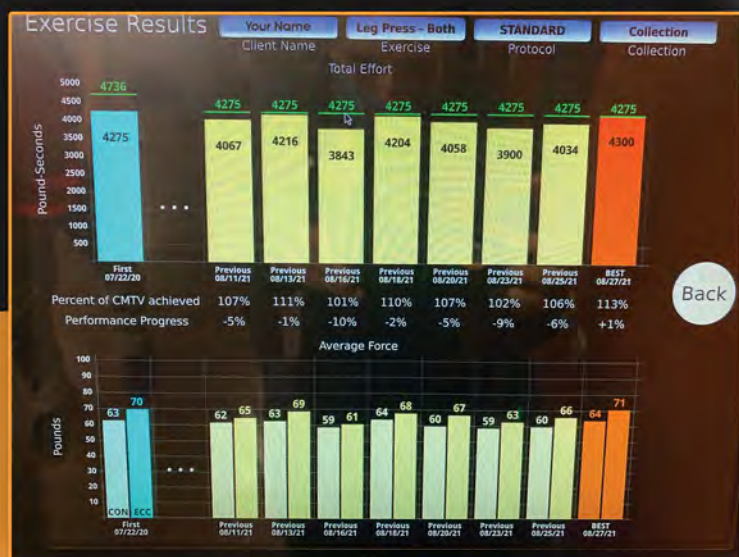 Exercise Results
Your Name
Leg Press - Both
STANDARD
Collection
Client Name
Exercise
Protocol
Collection
Total Effort
Pound-Seconds
5000
4500
4000
3500
3000
2500
2000
1500
1000
500
4736
4275
4275
4275
4275
4275
4275
4275
4275
4275
4067
4216
3843
4204
4058
3900
4034
4300
...
First
07/22/20
Previous
08/11/21
Previous
08/13/21
Previous
08/16/21
Previous
08/18/21
Previous
08/20/21
Previous
08/23/21
Previous
08/25/21
BEST
08/27/21
Percent of CMTV achieved 107% 111% 101% 110% 107% 102% 106% 113%
Performance Progress -5% -1% -10% -2% -5% -9% -6% +1%
Back
Average Force
Pounds
100
90
80
70
60
50
40
30
20
10
63 70
62 65
63 69
59 61
64 68
60 67
59 63
60 66
64 71
...
CON ECC
First
07/22/20
Previous
08/11/21
Previous
08/13/21
Previous
08/16/21
Previous
08/18/21
Previous
08/20/21
Previous
08/23/21
Previous
08/25/21
BEST
08/27/21